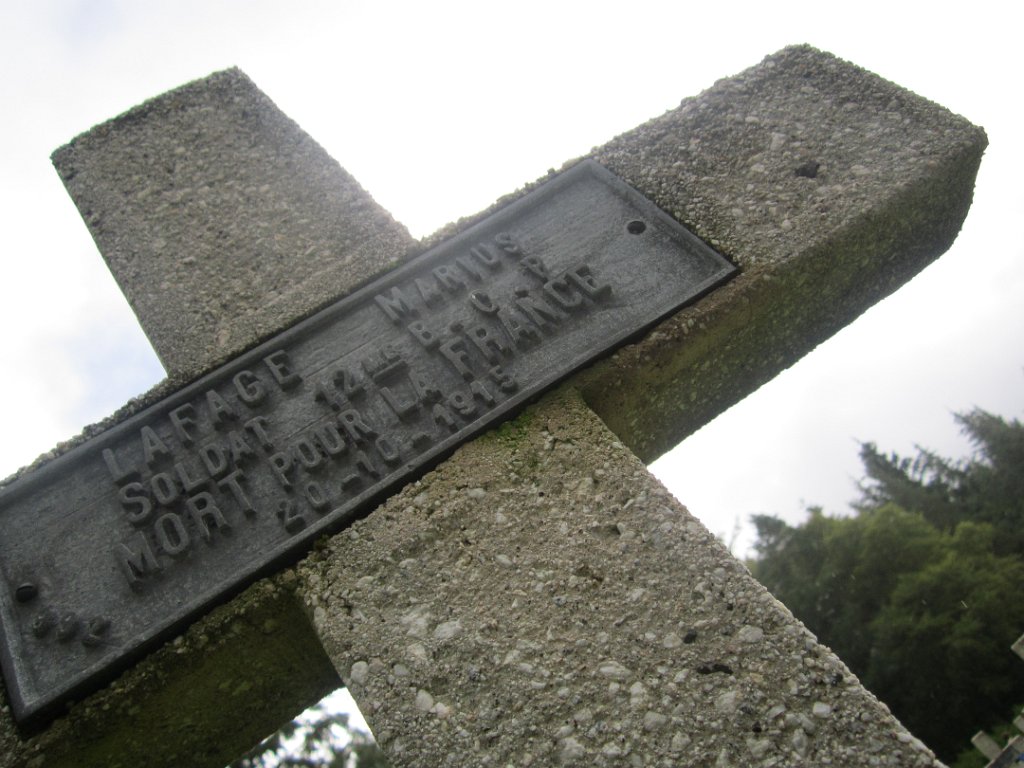 LAFAGE MARIUS
SOLDAT 12ME B.C.P
MORT POUR LA FRANCE
20-10-1915